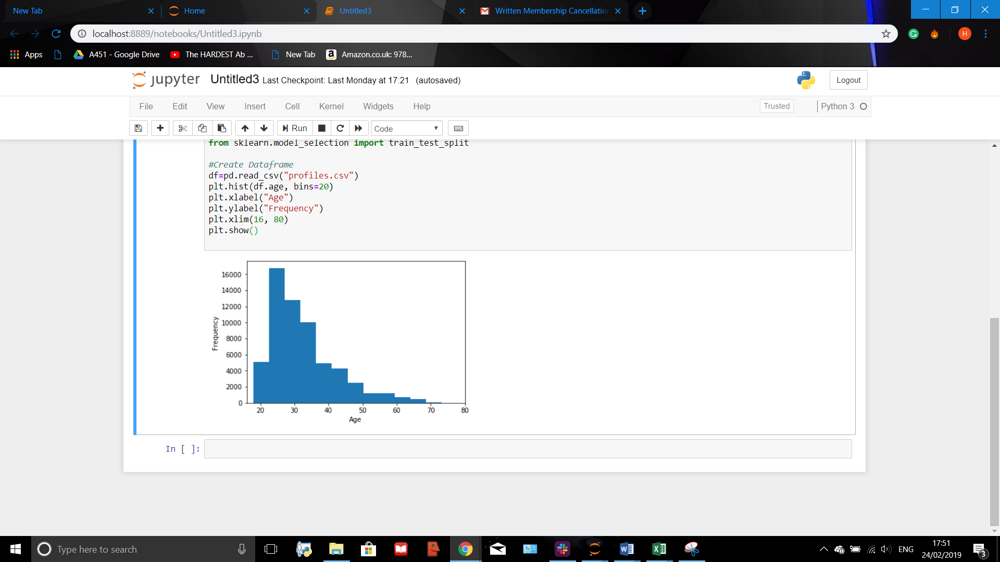 New Tab
Home
Untitled3
Written Membership Cancellation
localhost:8889/notebooks/Untitled3.ipynb
G
H
Apps
A451 - Google Drive
The HARDEST Ab ...
New Tab
a
Amazon.co.uk: 978...
jupyter
Untitled3 Last Checkpoint: Last Monday at 17:21 (autosaved)
Logout
File Edit View Insert Cell Kernel Widgets Help
Trusted
Python 3
Run
Code
from sklearn.model_selection import train_test_split
#Create Dataframe
df=pd.read_csv("profiles.csv")
plt.hist(df.age, bins=20)
plt.xlabel("Age")
plt.ylabel("Frequency")
plt.xlim(16, 80)
plt.show()
16000
14000
12000
10000
8000
6000
4000
2000
0
Frequency
20 30 40 50 60 70 80
Age
In [ ]:
Type here to search
ENG
17:51
24/02/2019
3